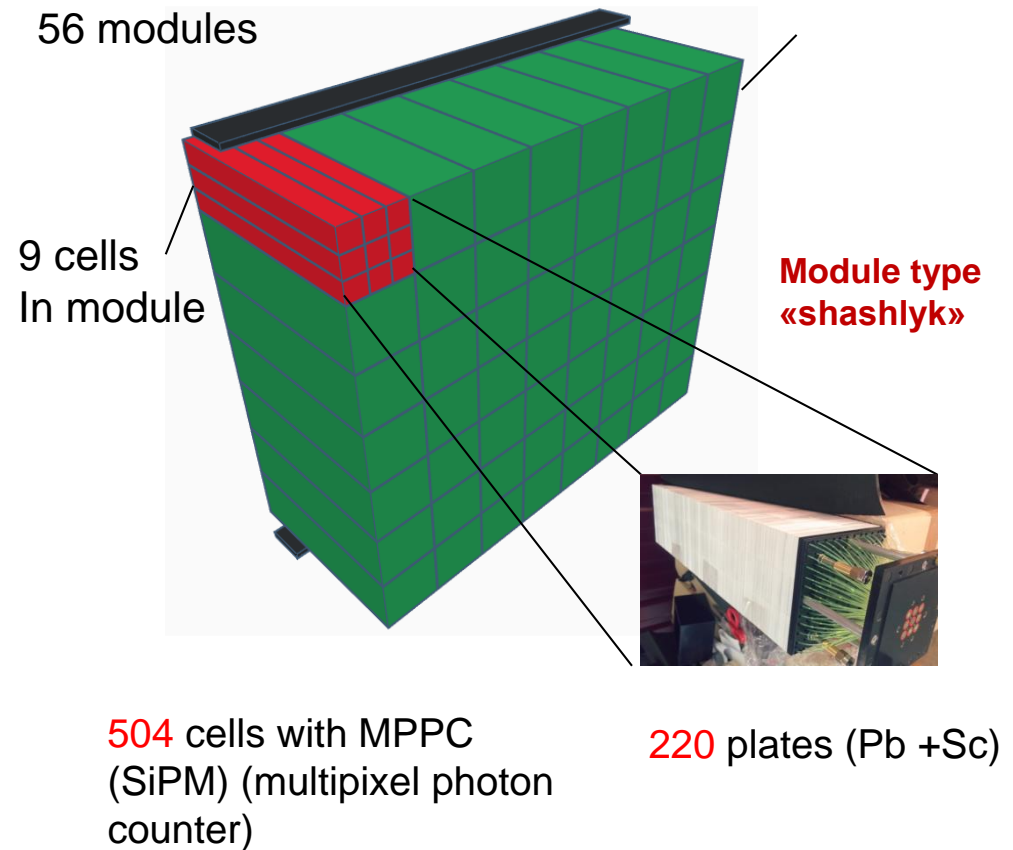 56 modules
9 cells
In module
Module type
«shashlyk»
504 cells with MPPC
(SiPM) (multipixel photon
counter)
220 plates (Pb +Sc)